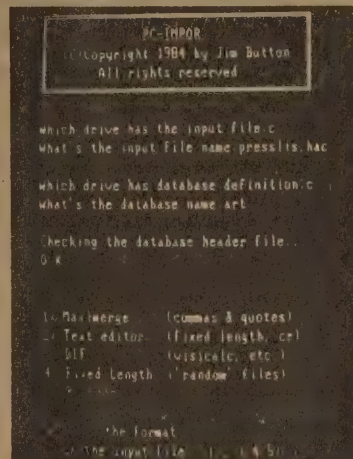 PC-IMPOR
(c)Copyright 1984 by Jim Button
All rights reserved
which drive has the input file:c
what's the input file name presslis.hac
which drive has database definition:c
what's the database name art
Checking the database header file..
O K
1. Mailmerge (commas & quotes)
2. Text editor (fixed length, cr)
DIF (visicalc, etc.)
4. Fixed Length ('random' files)
the format
the input file